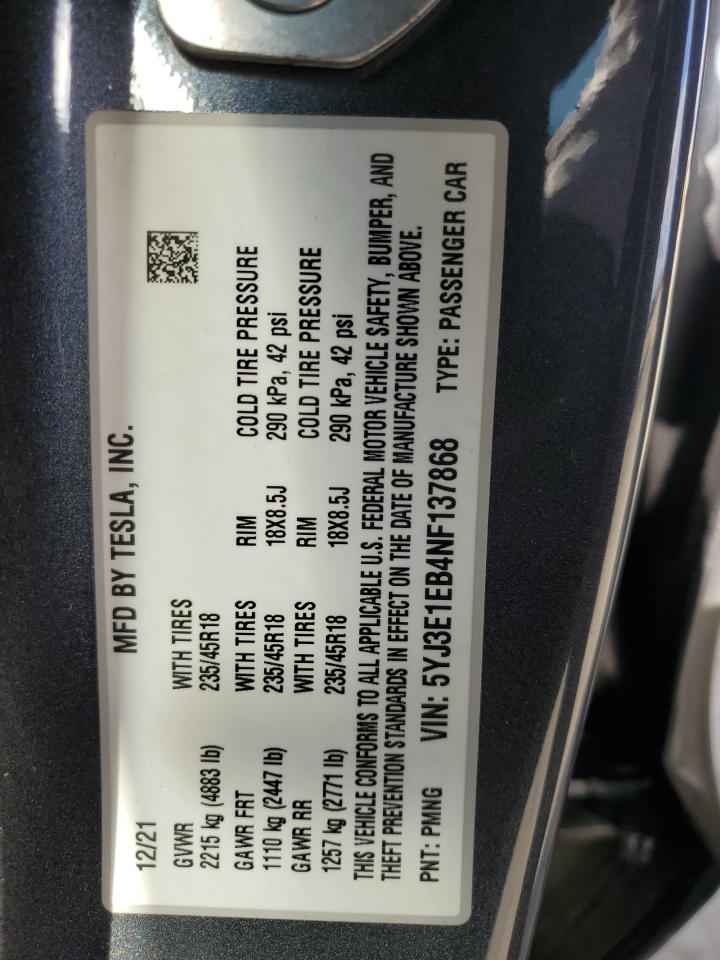 MFD BY TESLA, INC.
12/21
GVWR WITH TIRES
2215 kg (4883 lb) 235/45R18
GAWR FRT WITH TIRES RIM COLD TIRE PRESSURE
1110 kg (2447 lb) 235/45R18 18X8.5J 290 kPa, 42 psi
GAWR RR WITH TIRES RIM COLD TIRE PRESSURE
1257 kg (2771 lb) 235/45R18 18X8.5J 290 kPa, 42 psi
THIS VEHICLE CONFORMS TO ALL APPLICABLE U.S. FEDERAL MOTOR VEHICLE SAFETY, BUMPER, AND
THEFT PREVENTION STANDARDS IN EFFECT ON THE DATE OF MANUFACTURE SHOWN ABOVE.
PNT: PMNG VIN: 5YJ3E1EB4NF137868 TYPE: PASSENGER CAR